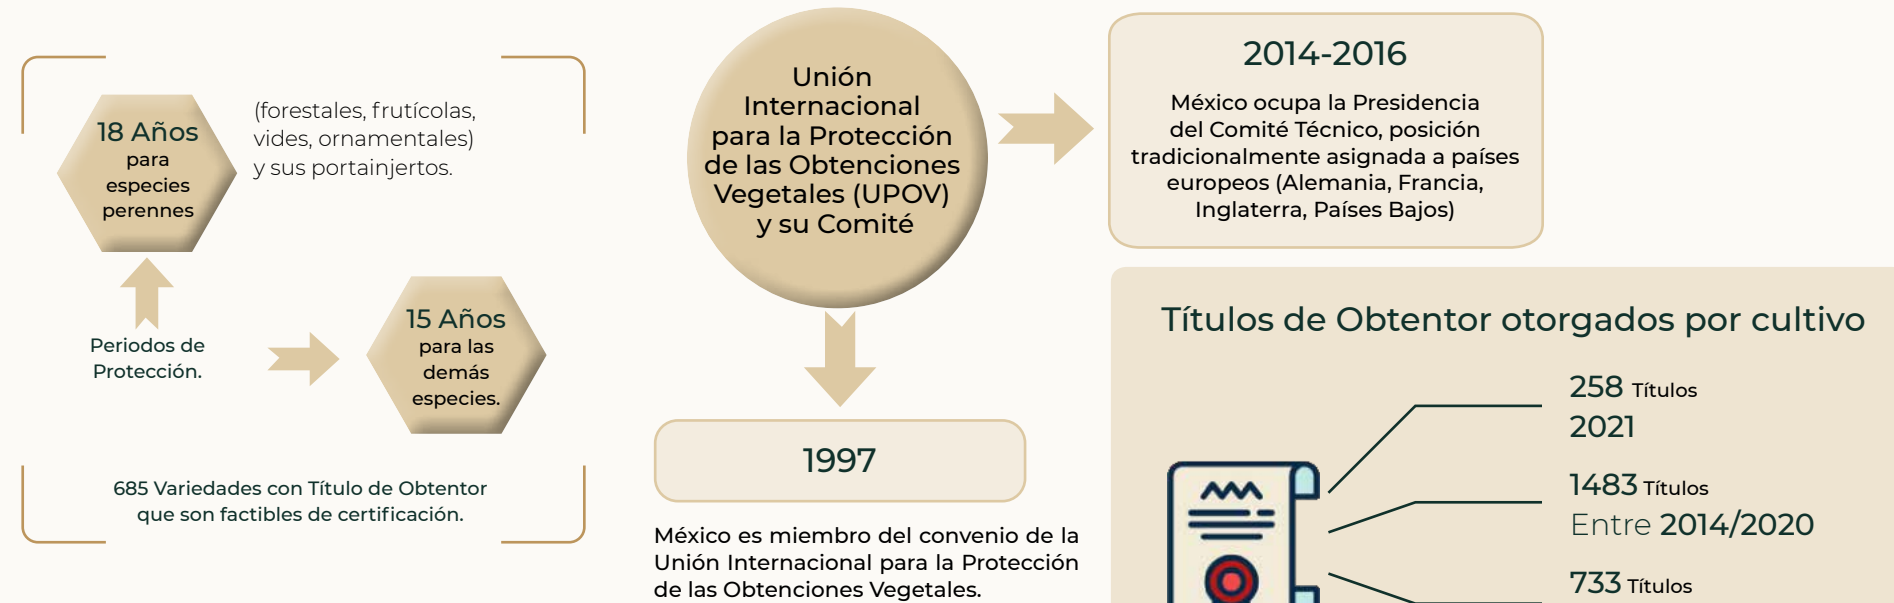 18 Años
para
especies
perennes
(forestales, frutícolas,
vides, ornamentales)
y sus portainjertos.
Periodos de
Protección.
15 Años
para las
demás
especies.
685 Variedades con Título de Obtentor
que son factibles de certificación.
Unión
Internacional
para la Protección
de las Obtenciones
Vegetales (UPOV)
y su Comité
1997
México es miembro del convenio de la
Unión Internacional para la Protección
de las Obtenciones Vegetales.
2014-2016
México ocupa la Presidencia
del Comité Técnico, posición
tradicionalmente asignada a países
europeos (Alemania, Francia,
Inglaterra, Países Bajos)
Títulos de Obtentor otorgados por cultivo
258 Títulos
2021
1483 Títulos
Entre 2014/2020
733 Títulos